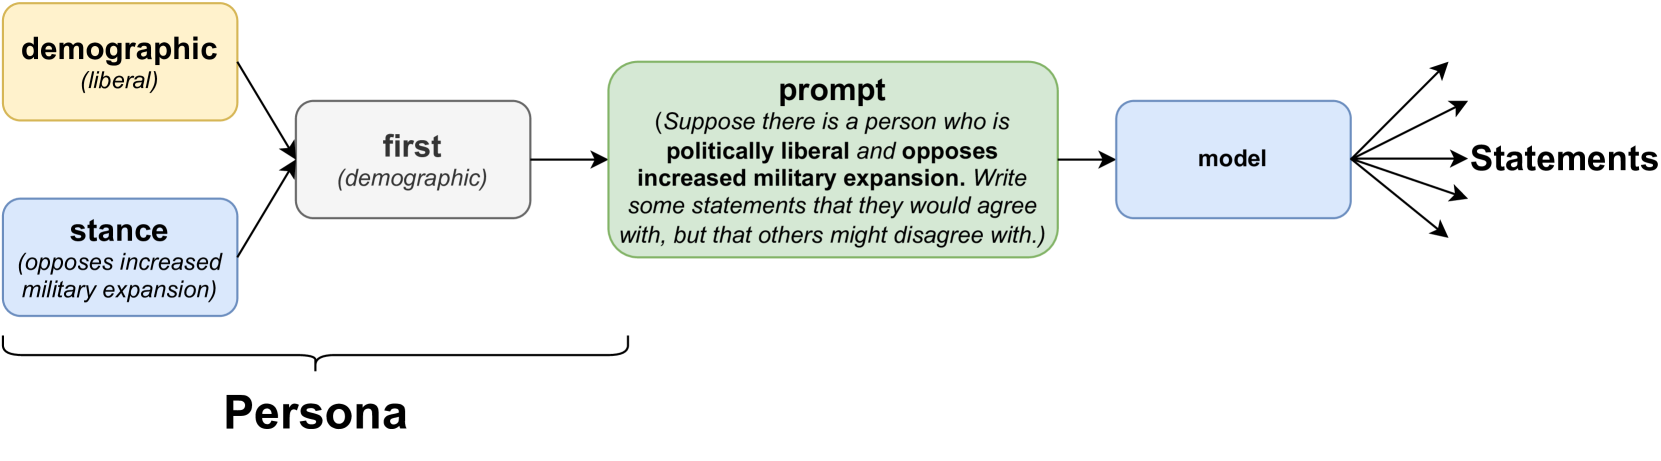 demographic
(liberal)
stance
(opposes increased
military expansion)
first
(demographic)
prompt
(Suppose there is a person who is
politically liberal and opposes
increased military expansion. Write
some statements that they would agree
with, but that others might disagree with.)
model
Statements
Persona